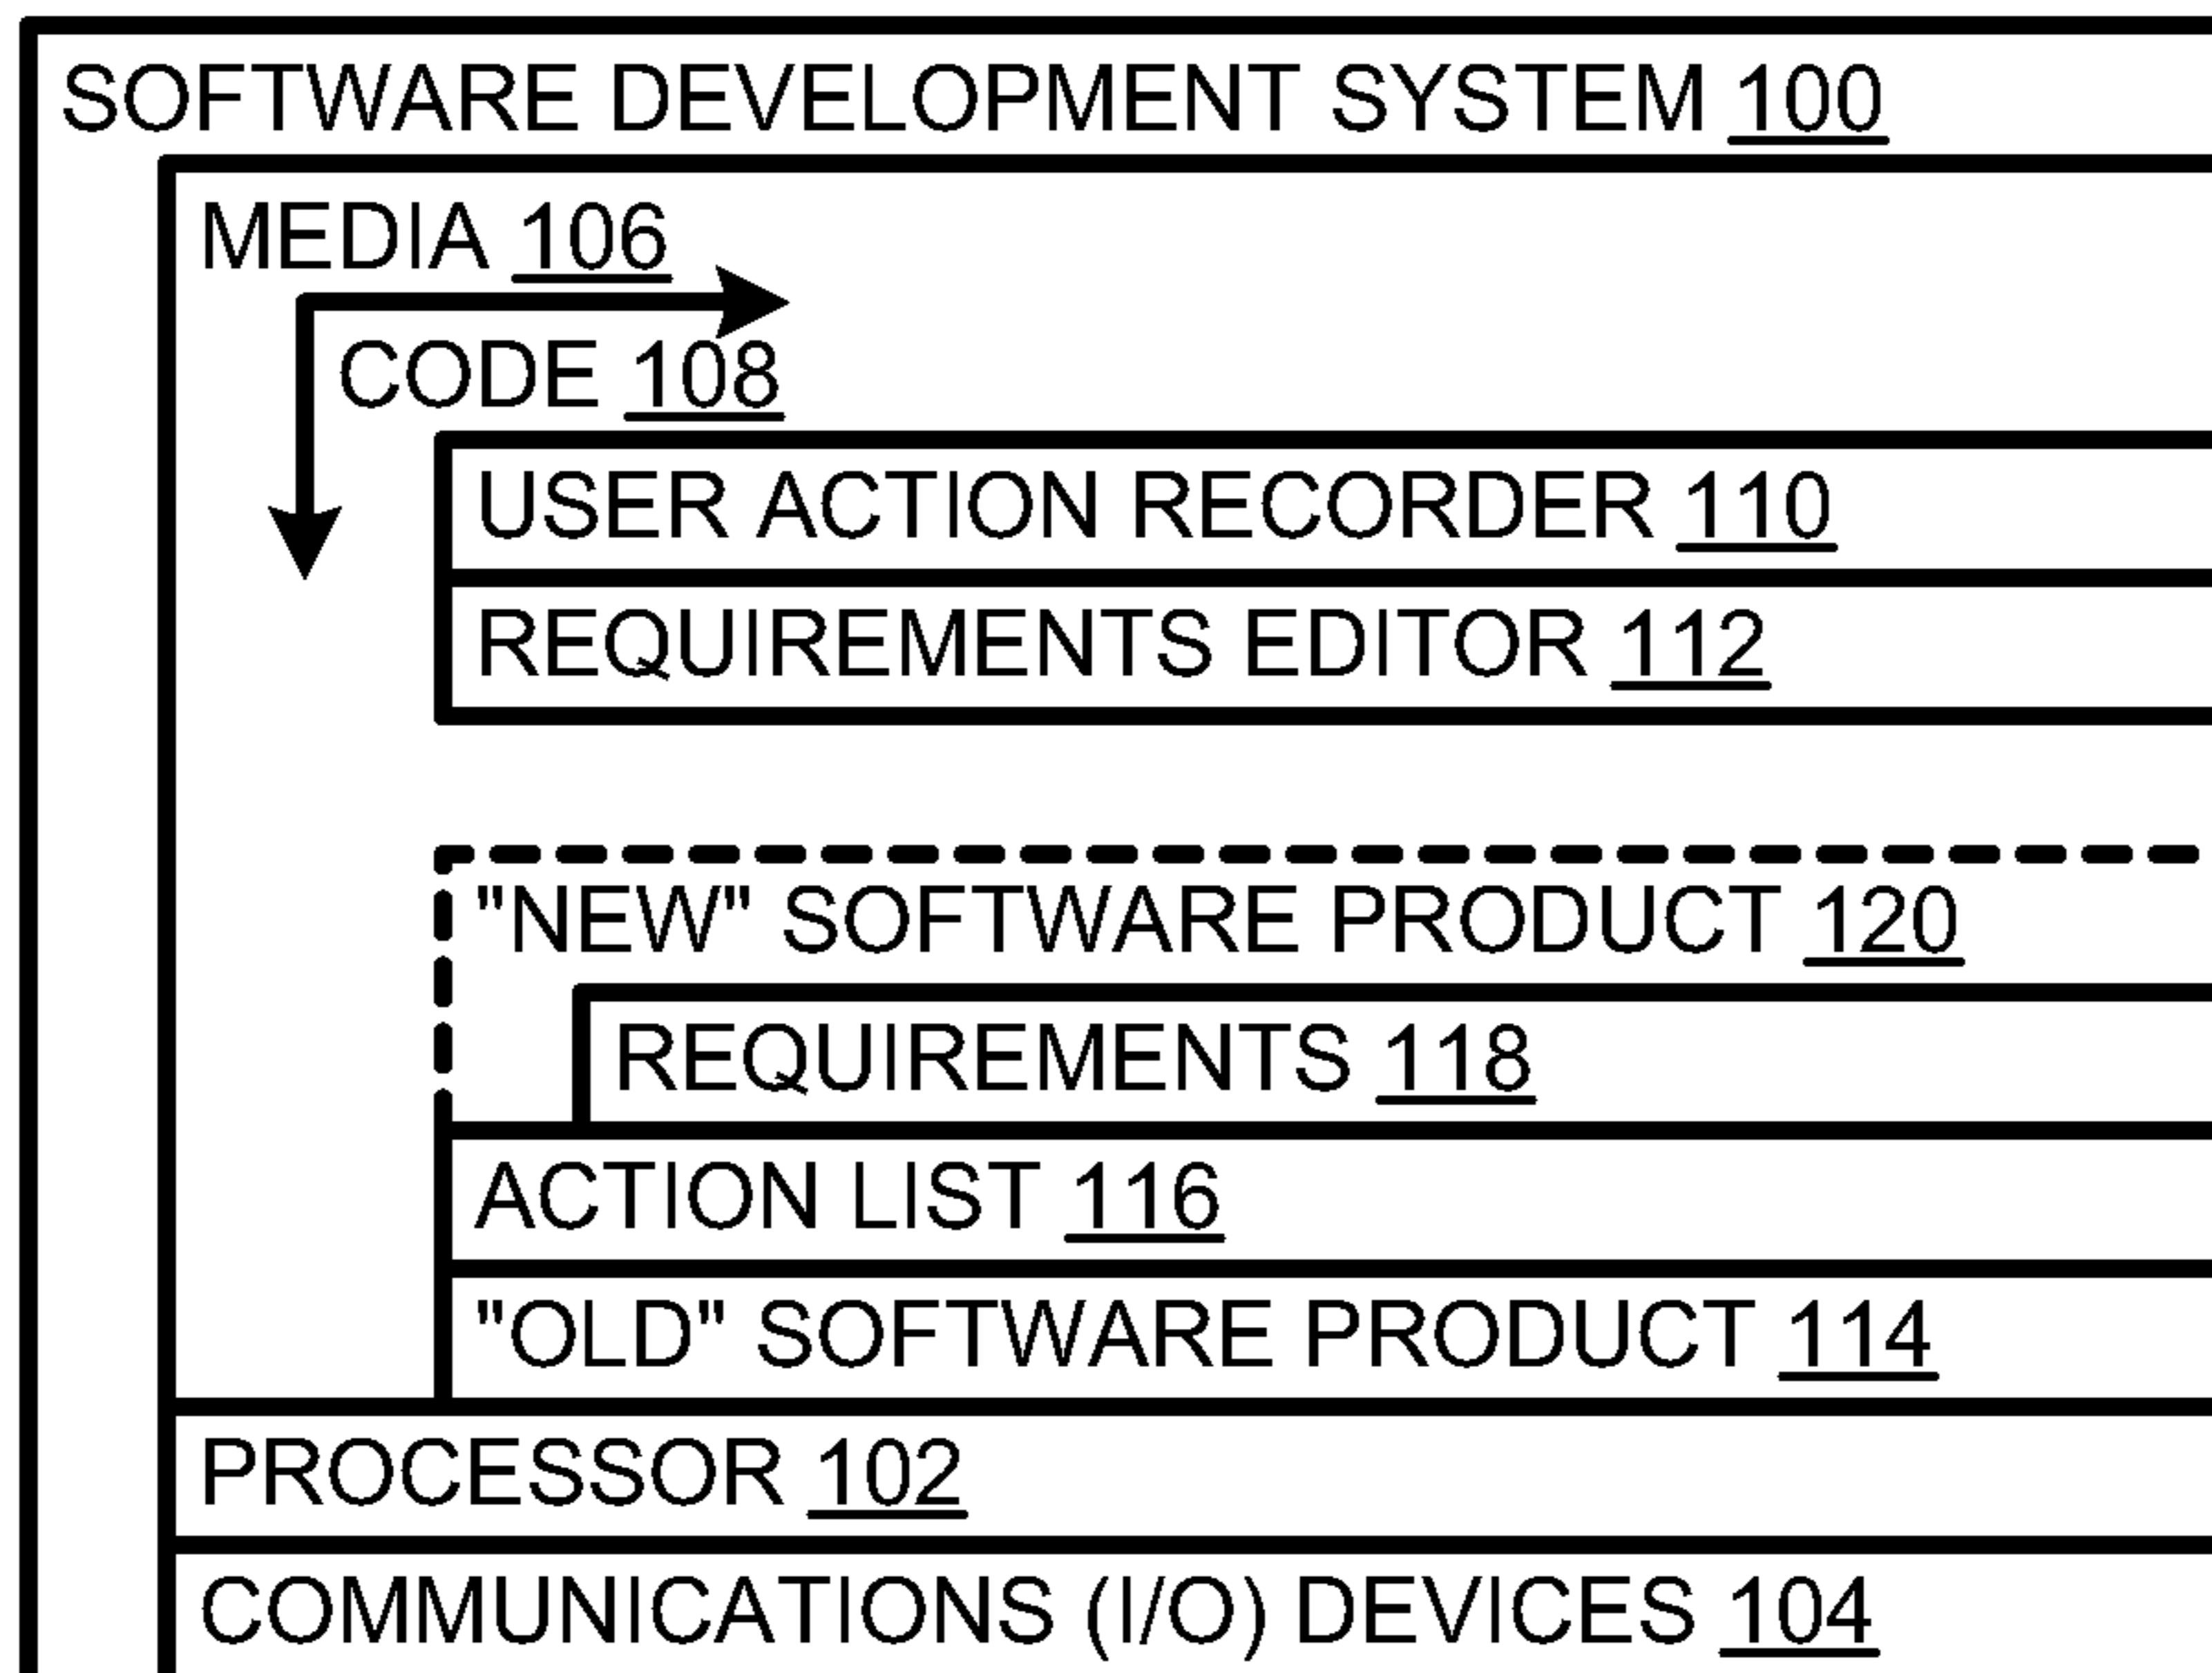 SOFTWARE DEVELOPMENT SYSTEM 100
MEDIA 106
CODE 108
USER ACTION RECORDER 110
REQUIREMENTS EDITOR 112
"NEW" SOFTWARE PRODUCT 120
REQUIREMENTS 118
ACTION LIST 116
"OLD" SOFTWARE PRODUCT 114
PROCESSOR 102
COMMUNICATIONS (I/O) DEVICES 104